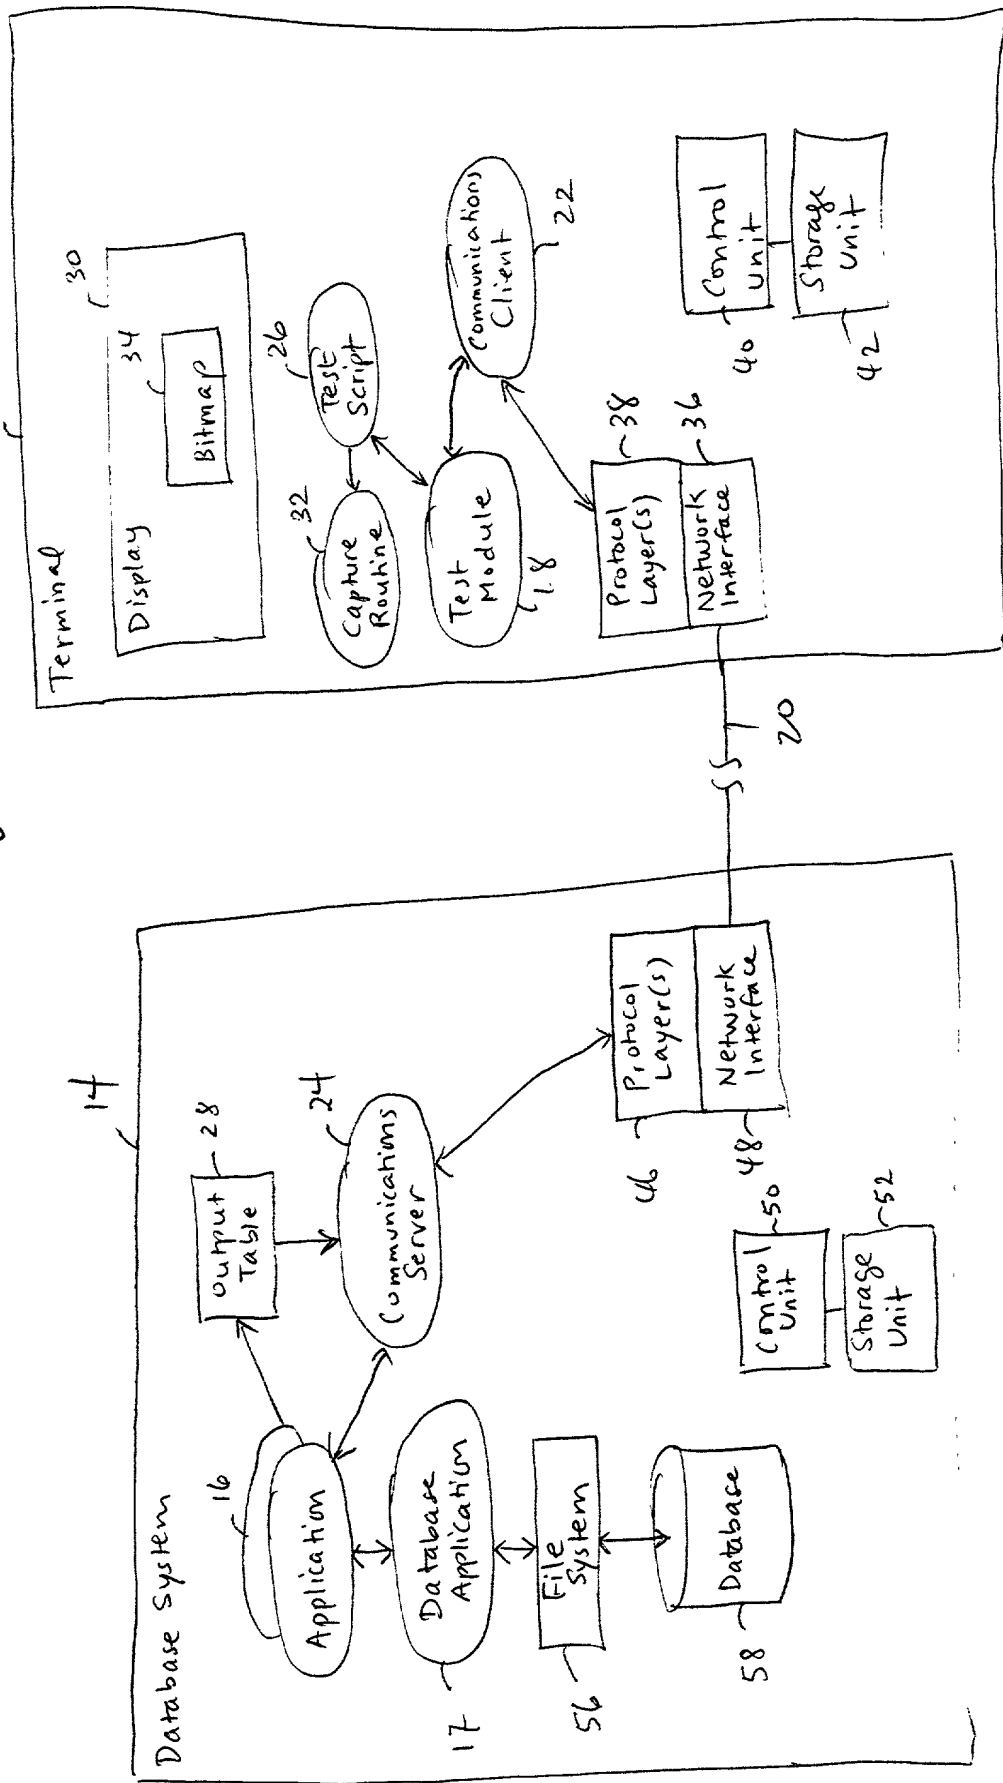 14
Database System
16
Application
Output
Table
28
17
Database
Application
24
Communications
Server
56
File
System
58
Database
46
Protocol
Layer(s)
48
Network
Interface
Control
Unit
50
Storage
Unit
52
20
Terminal
Display
30
34
Bitmap
32
Capture
Routine
26
Test
Script
Test
Module
18
Communications
Client
22
Protocol
Layer(s)
38
Network
Interface
36
40
Control
Unit
42
Storage
Unit